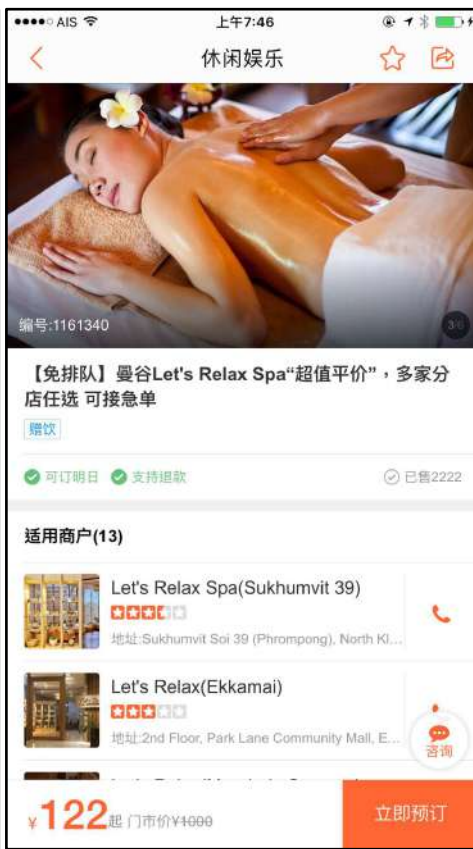 AIS
上午7:46
休闲娱乐
编号:1161340
3/6
【免排队】曼谷Let's Relax Spa“超值平价”，多家分
店任选 可接急单
赠饮
可订明日
支持退款
已售2222
适用商户(13)
Let's Relax Spa(Sukhumvit 39)
地址:Sukhumvit Soi 39 (Phrompong), North Kl...
Let's Relax(Ekkamai)
地址:2nd Floor, Park Lane Community Mall, E...
咨询
¥122起 门市价¥1000
立即预订